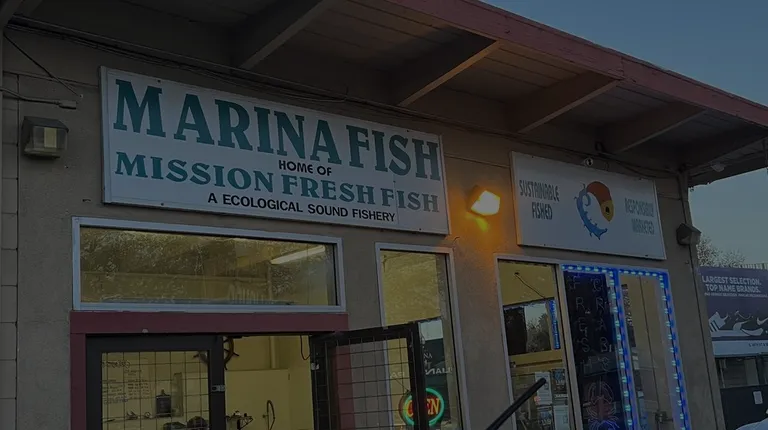 MARINA FISH
HOME OF
MISSION FRESH FISH
A ECOLOGICAL SOUND FISHERY
SUSTAINABLE
FISHED
RESPONSIBLY
HARVESTED
LARGEST SELECTION.
TOP NAME BRANDS.
OPEN